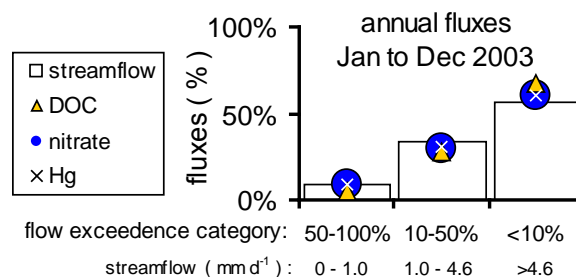 annual fluxes
Jan to Dec 2003
streamflow
DOC
nitrate
Hg
fluxes ( % )
100%
50%
0%
flow exceedence category: 50-100% 10-50% <10%
streamflow ( mm d-1 ) : 0 - 1.0 1.0 - 4.6 >4.6